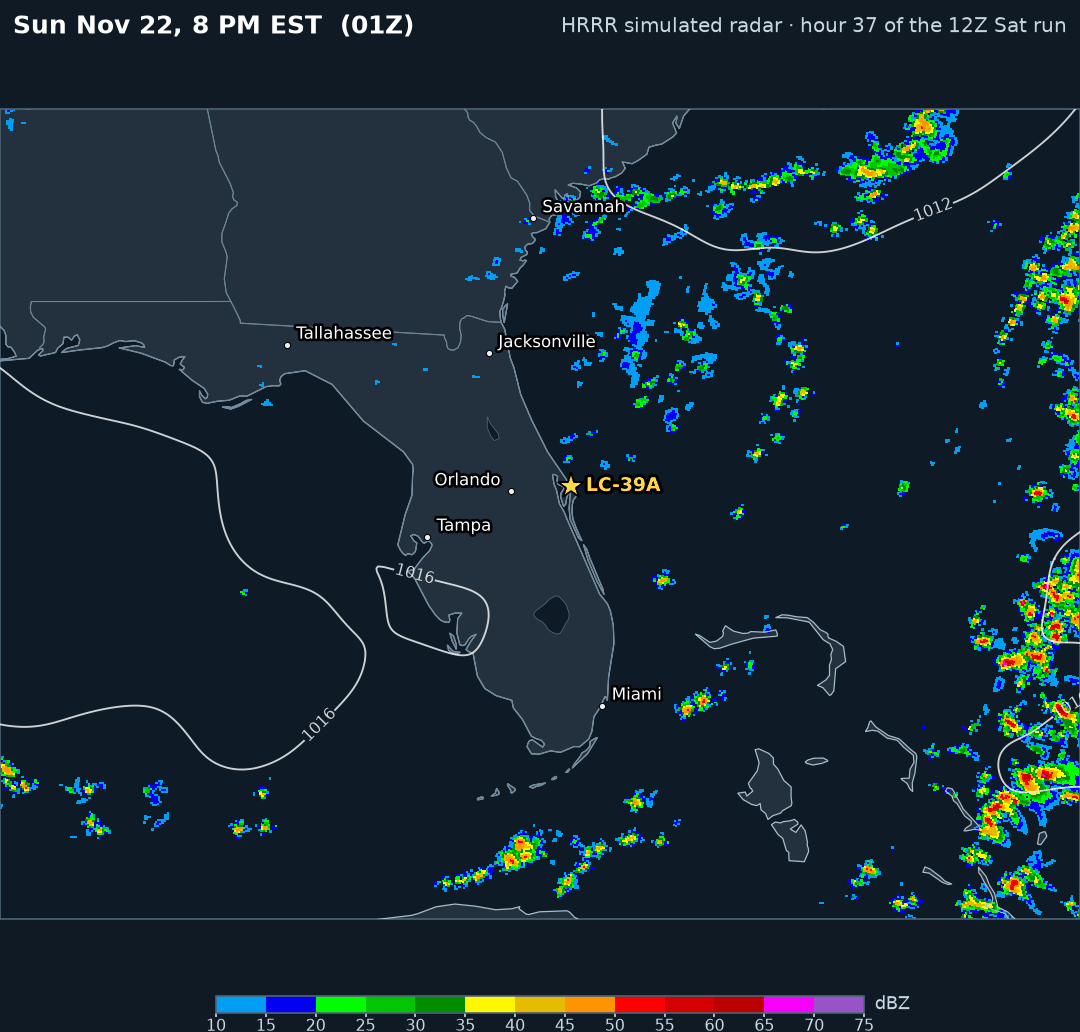 Sun Nov 22, 8 PM EST (01Z)
HRRR simulated radar · hour 37 of the 12Z Sat run
1012
Savannah
Tallahassee
Jacksonville
Orlando
LC-39A
Tampa
1016
Miami
1016
dBZ
10 15 20 25 30 35 40 45 50 55 60 65 70 75